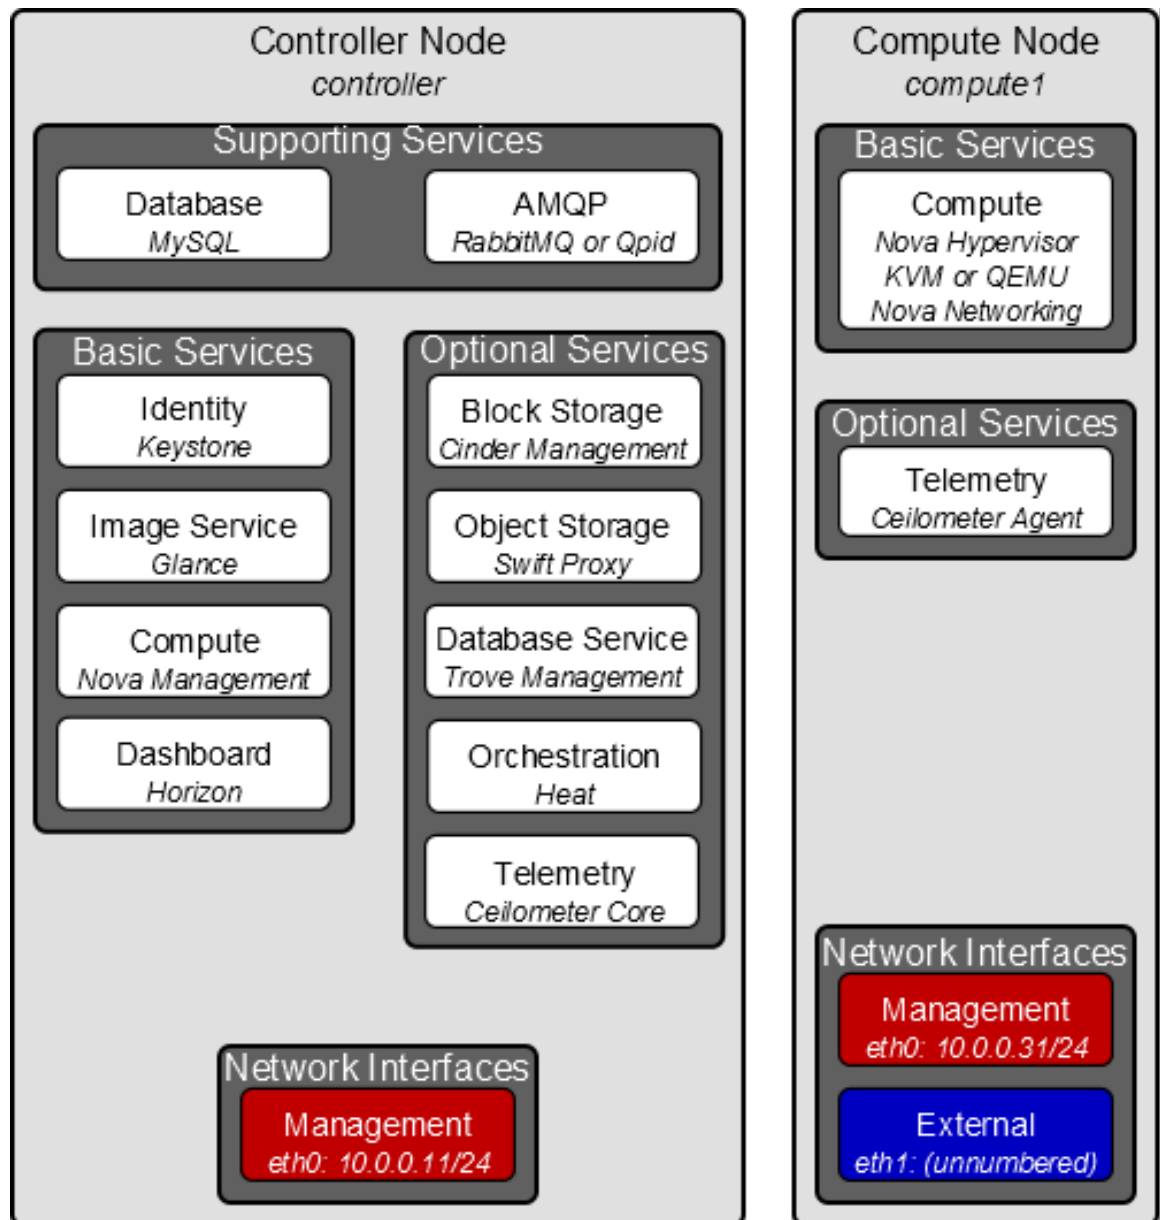 Controller Node
controller
Supporting Services
Database
MySQL
AMQP
RabbitMQ or Qpid
Basic Services
Identity
Keystone
Image Service
Glance
Compute
Nova Management
Dashboard
Horizon
Optional Services
Block Storage
Cinder Management
Object Storage
Swift Proxy
Database Service
Trove Management
Orchestration
Heat
Telemetry
Ceilometer Core
Network Interfaces
Management
eth0: 10.0.0.11/24
Compute Node
compute1
Basic Services
Compute
Nova Hypervisor
KVM or QEMU
Nova Networking
Optional Services
Telemetry
Ceilometer Agent
Network Interfaces
Management
eth0: 10.0.0.31/24
External
eth1: (unnumbered)